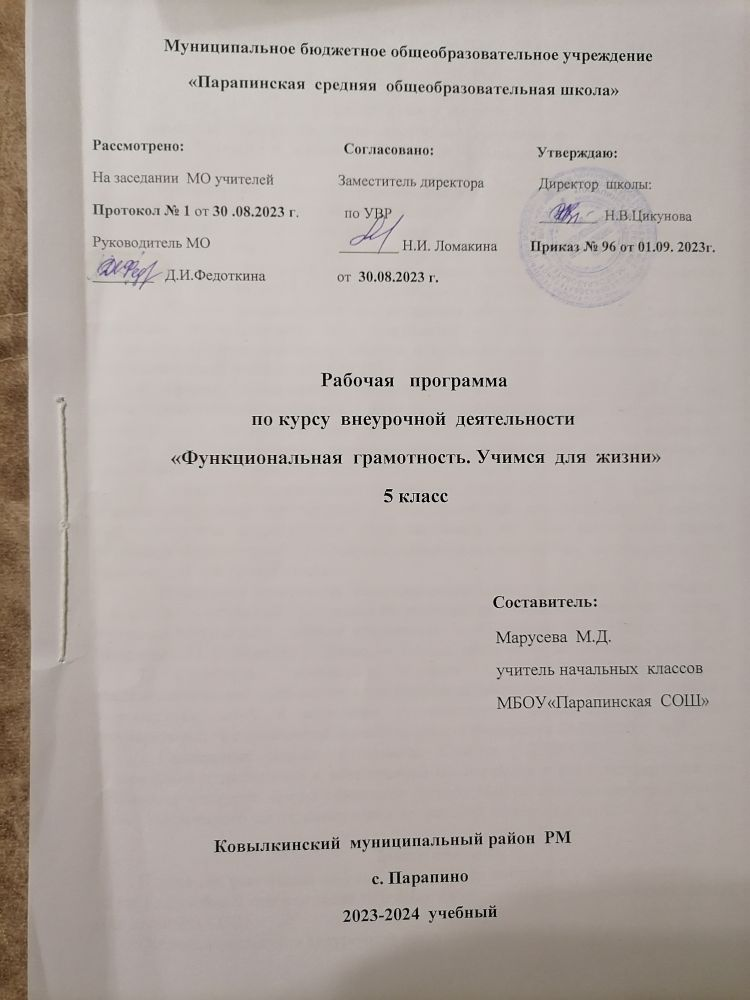 Муниципальное бюджетное общеобразовательное учреждение
«Парапинская средняя общеобразовательная школа»
Рассмотрено:
На заседании МО учителей
Протокол № 1 от 30 .08.2023 г.
Руководитель МО
Д.И.Федоткина
Согласовано:
Заместитель директора
по УВР
Н.И. Ломакина
от 30.08.2023 г.
Утверждаю:
Директор школы:
Н.В.Цикунова
Приказ № 96 от 01.09. 2023г.
Рабочая программа
по курсу внеурочной деятельности
«Функциональная грамотность. Учимся для жизни»
5 класс
Составитель:
Марусева М.Д.
учитель начальных классов
МБОУ«Парапинская СОШ»
Ковылкинский муниципальный район РМ
с. Парапино
2023-2024 учебный